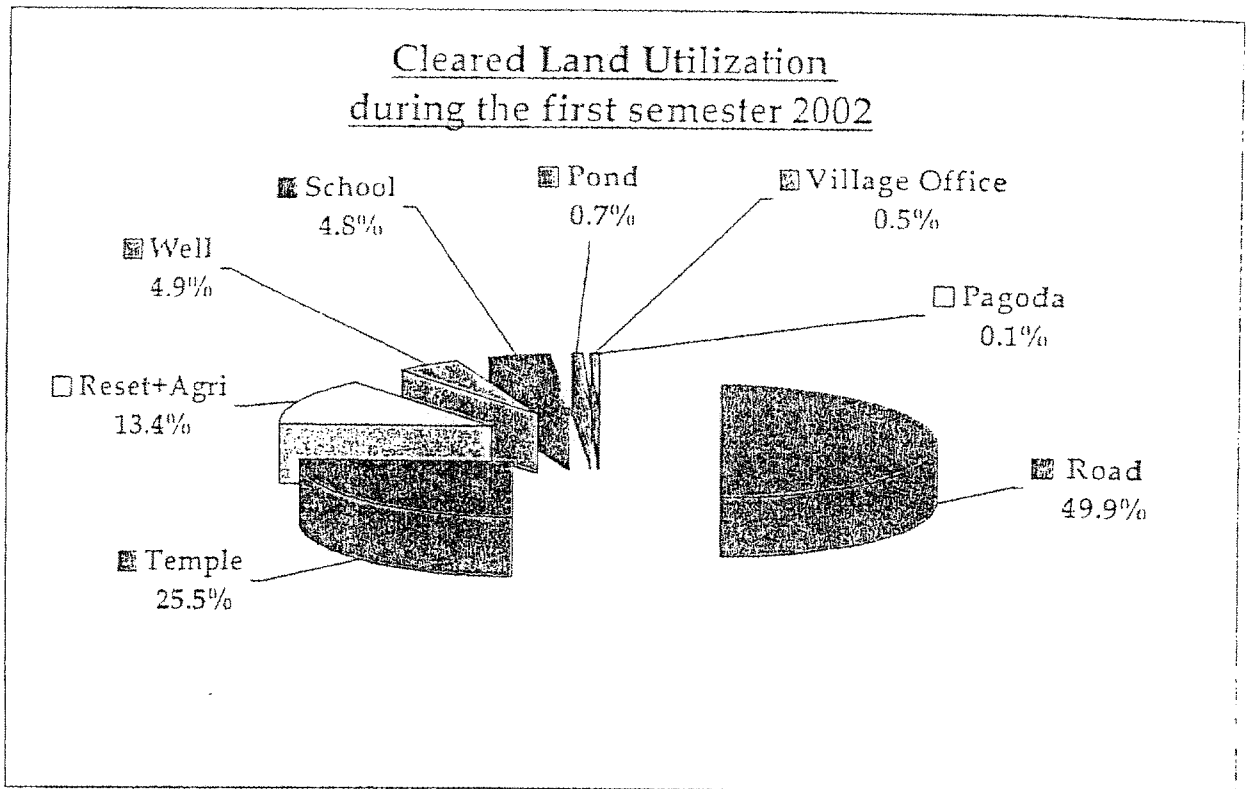 Cleared Land Utilization
during the first semester 2002
School
4.8%
Pond
0.7%
Village Office
0.5%
Well
4.9%
Pagoda
0.1%
Reset+Agri
13.4%
Road
49.9%
Temple
25.5%